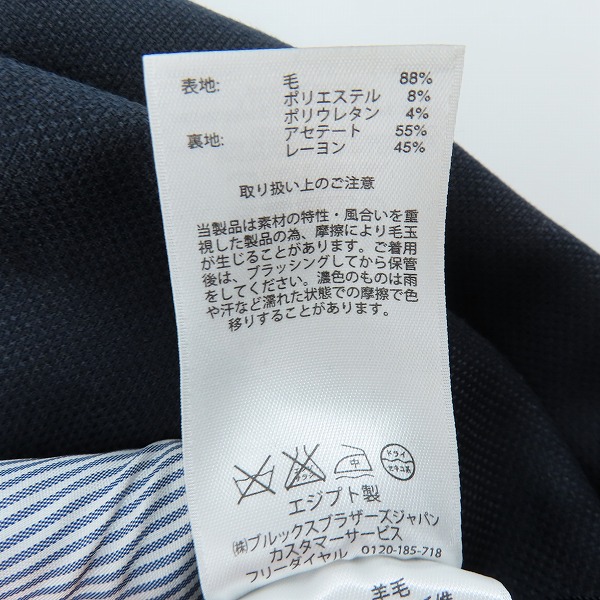 表地: 毛 88%
ポリエステル 8%
ポリウレタン 4%
裏地: アセテート 55%
レーヨン 45%
取り扱い上のご注意
当製品は素材の特性・風合いを重
視した製品の為、摩擦により毛玉
が生じることがあります。ご着用
後は、ブラッシングしてから保管
をしてください。濃色のものは雨
や汗など濡れた状態での摩擦で色
移りすることがあります。
中 ドライ
セキユ系
エジプト製
㈱ブルックスブラザーズジャパン
カスタマーサービス
フリーダイヤル 0120-185-718
羊毛